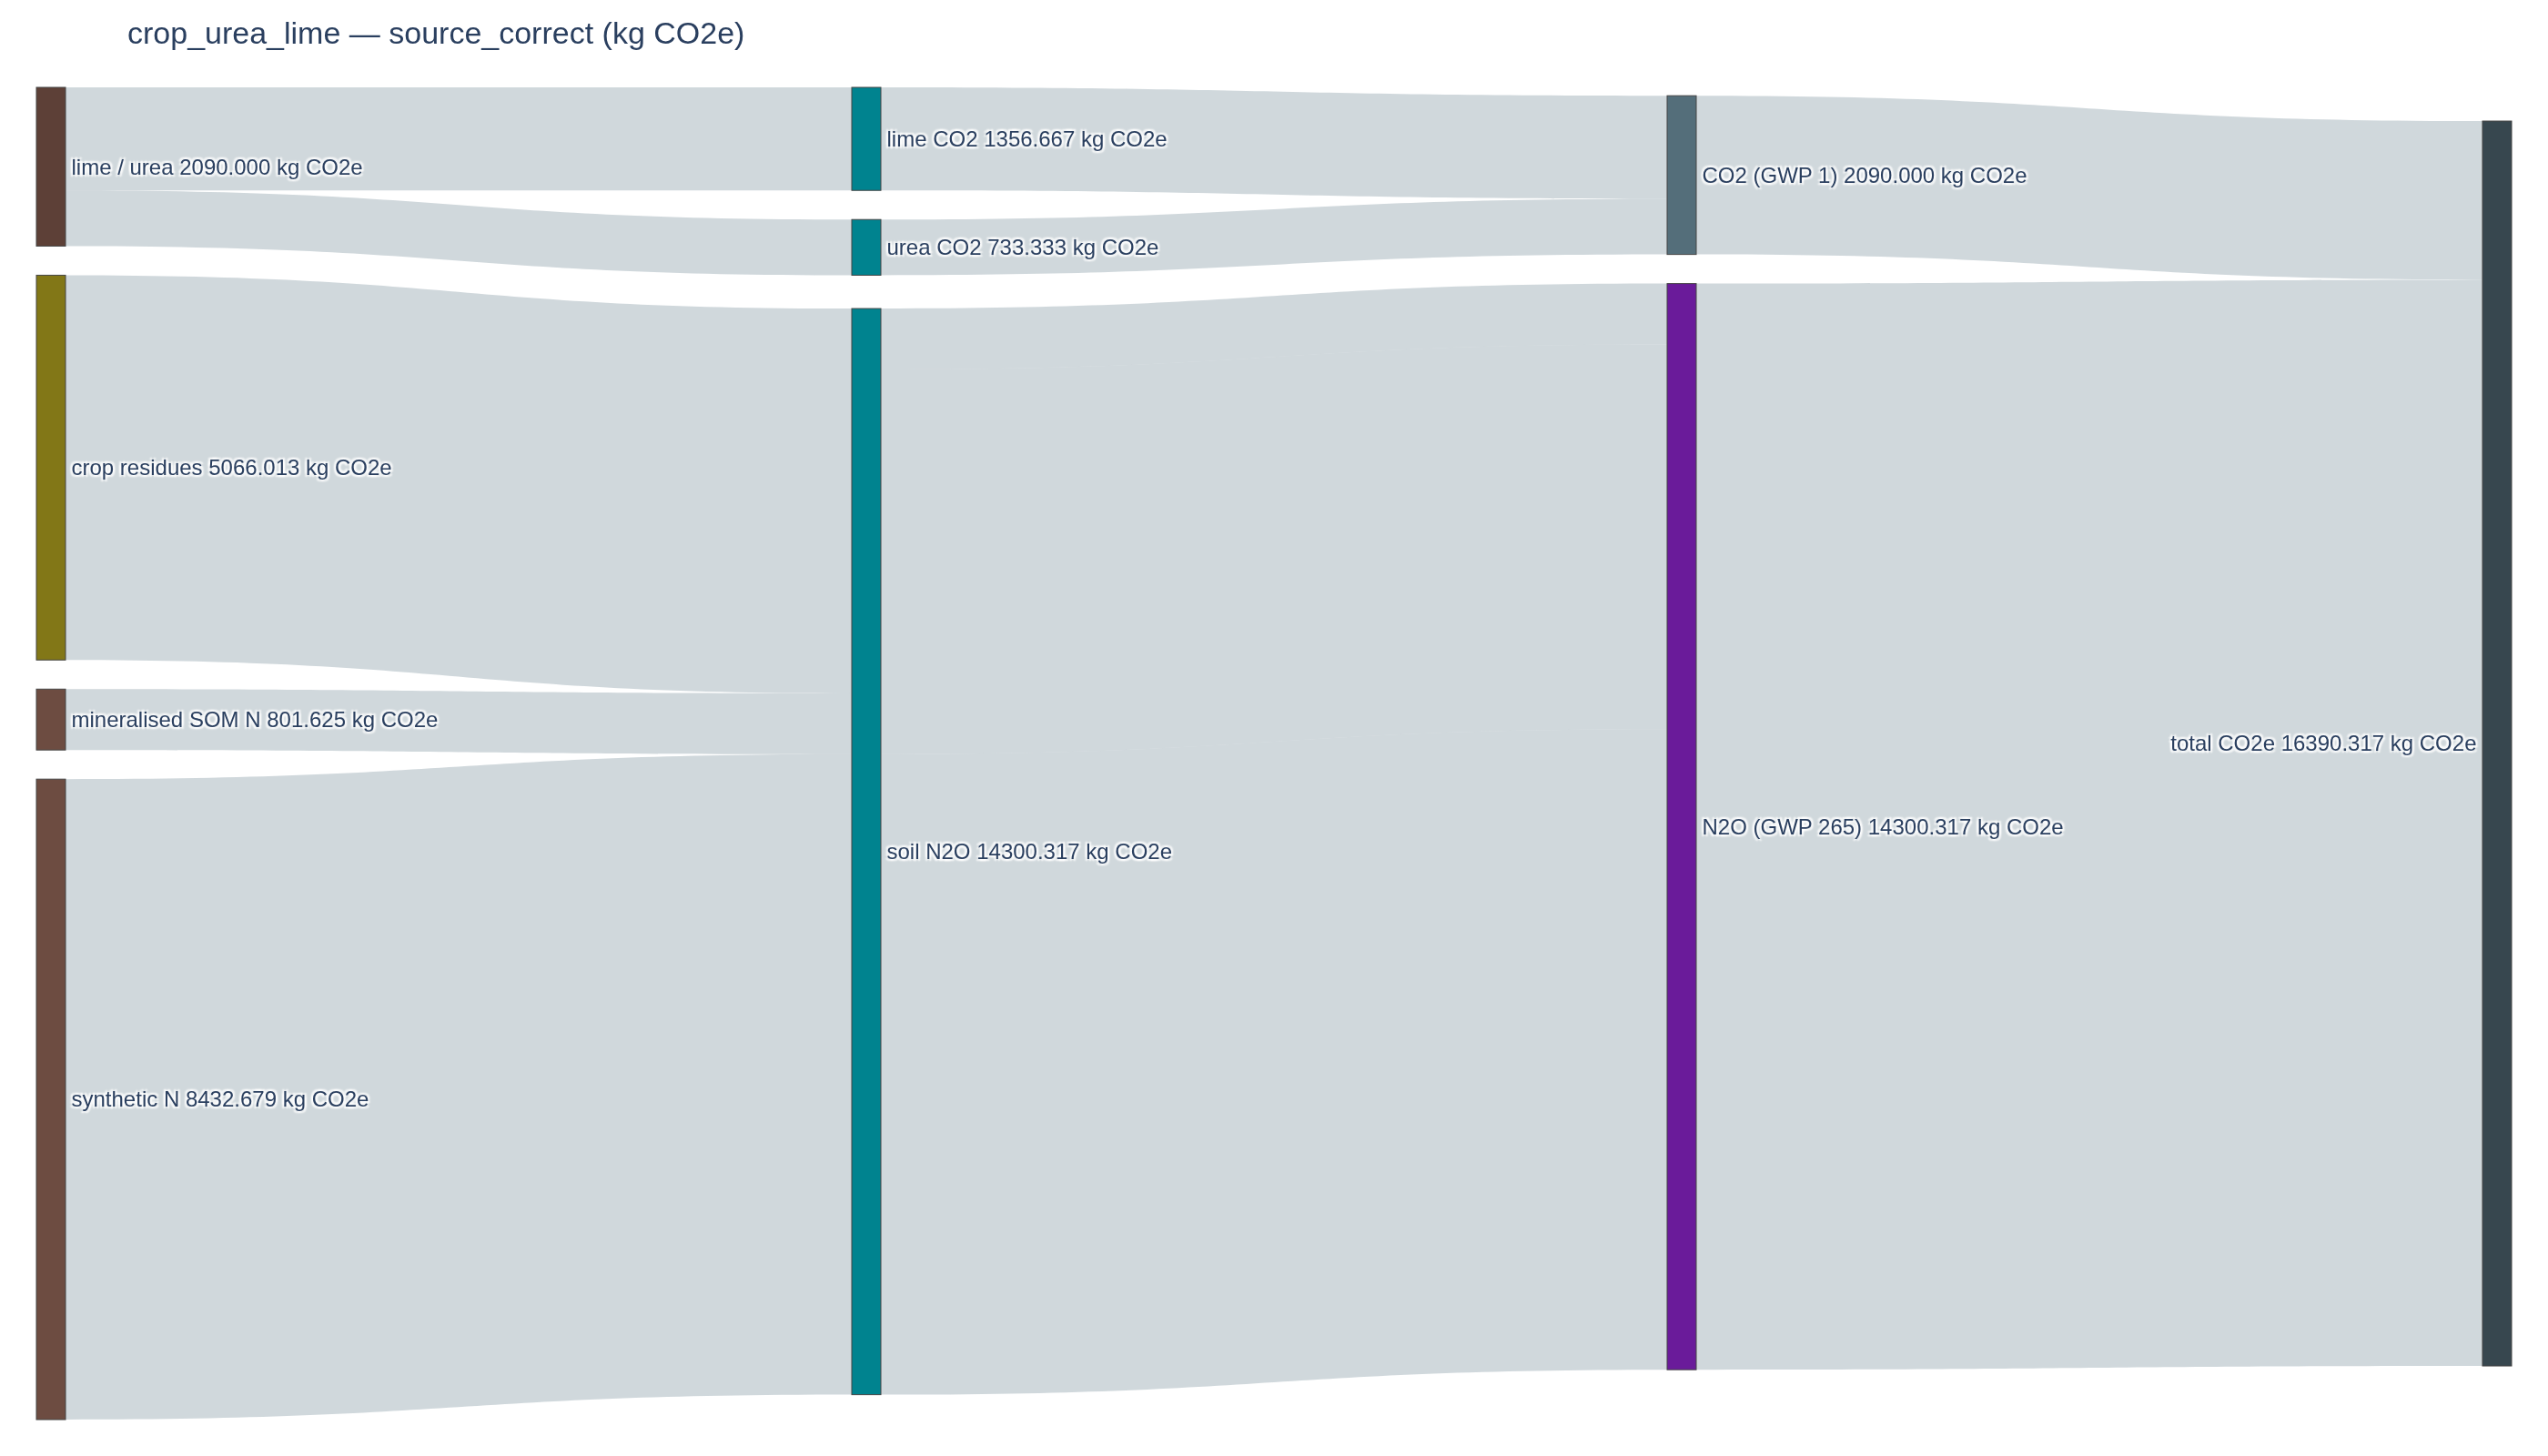 crop_urea_lime — source_correct (kg CO2e)
lime / urea 2090.000 kg CO2e
crop residues 5066.013 kg CO2e
mineralised SOM N 801.625 kg CO2e
synthetic N 8432.679 kg CO2e
lime CO2 1356.667 kg CO2e
urea CO2 733.333 kg CO2e
soil N2O 14300.317 kg CO2e
CO2 (GWP 1) 2090.000 kg CO2e
N2O (GWP 265) 14300.317 kg CO2e
total CO2e 16390.317 kg CO2e